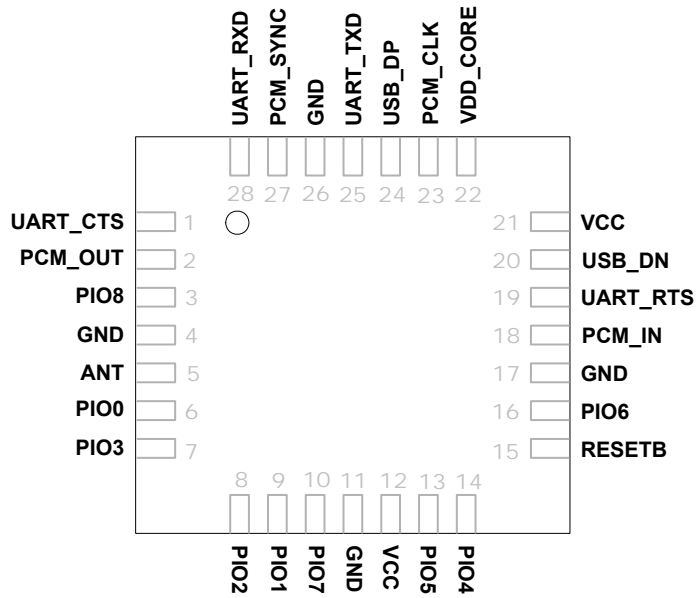 UART_RXD
PCM_SYNC
GND
UART_TXD
USB_DP
PCM_CLK
VDD_CORE
28
27
26
25
24
23
22
UART_CTS 1
PCM_OUT 2
PIO8 3
GND 4
ANT 5
PIO0 6
PIO3 7
21 VCC
20 USB_DN
19 UART_RTS
18 PCM_IN
17 GND
16 PIO6
15 RESETB
8
9
10
11
12
13
14
PIO2
PIO1
PIO7
GND
VCC
PIO5
PIO4